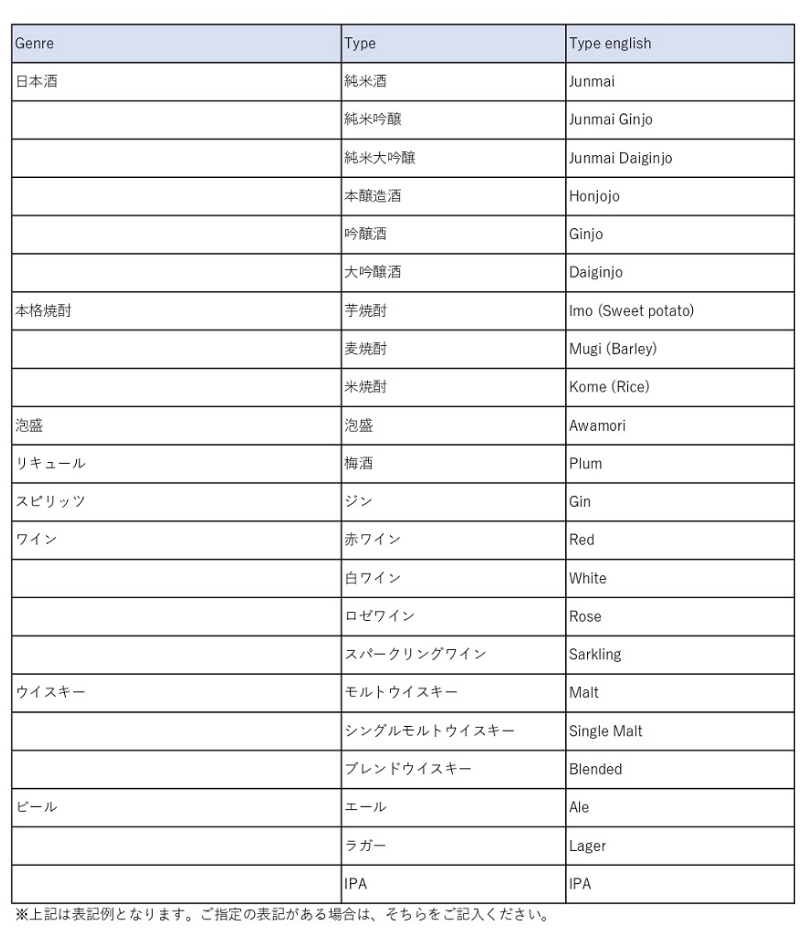 Genre Type Type english
日本酒 純米酒 Junmai
純米吟醸 Junmai Ginjo
純米大吟醸 Junmai Daiginjo
本醸造酒 Honjojo
吟醸酒 Ginjo
大吟醸酒 Daiginjo
本格焼酎 芋焼酎 Imo (Sweet potato)
麦焼酎 Mugi (Barley)
米焼酎 Kome (Rice)
泡盛 泡盛 Awamori
リキュール 梅酒 Plum
スピリッツ ジン Gin
ワイン 赤ワイン Red
白ワイン White
ロゼワイン Rose
スパークリングワイン Sarkling
ウイスキー モルトウイスキー Malt
シングルモルトウイスキー Single Malt
ブレンドウイスキー Blended
ビール エール Ale
ラガー Lager
IPA IPA
※上記は表記例となります。ご指定の表記がある場合は、そちらをご記入ください。